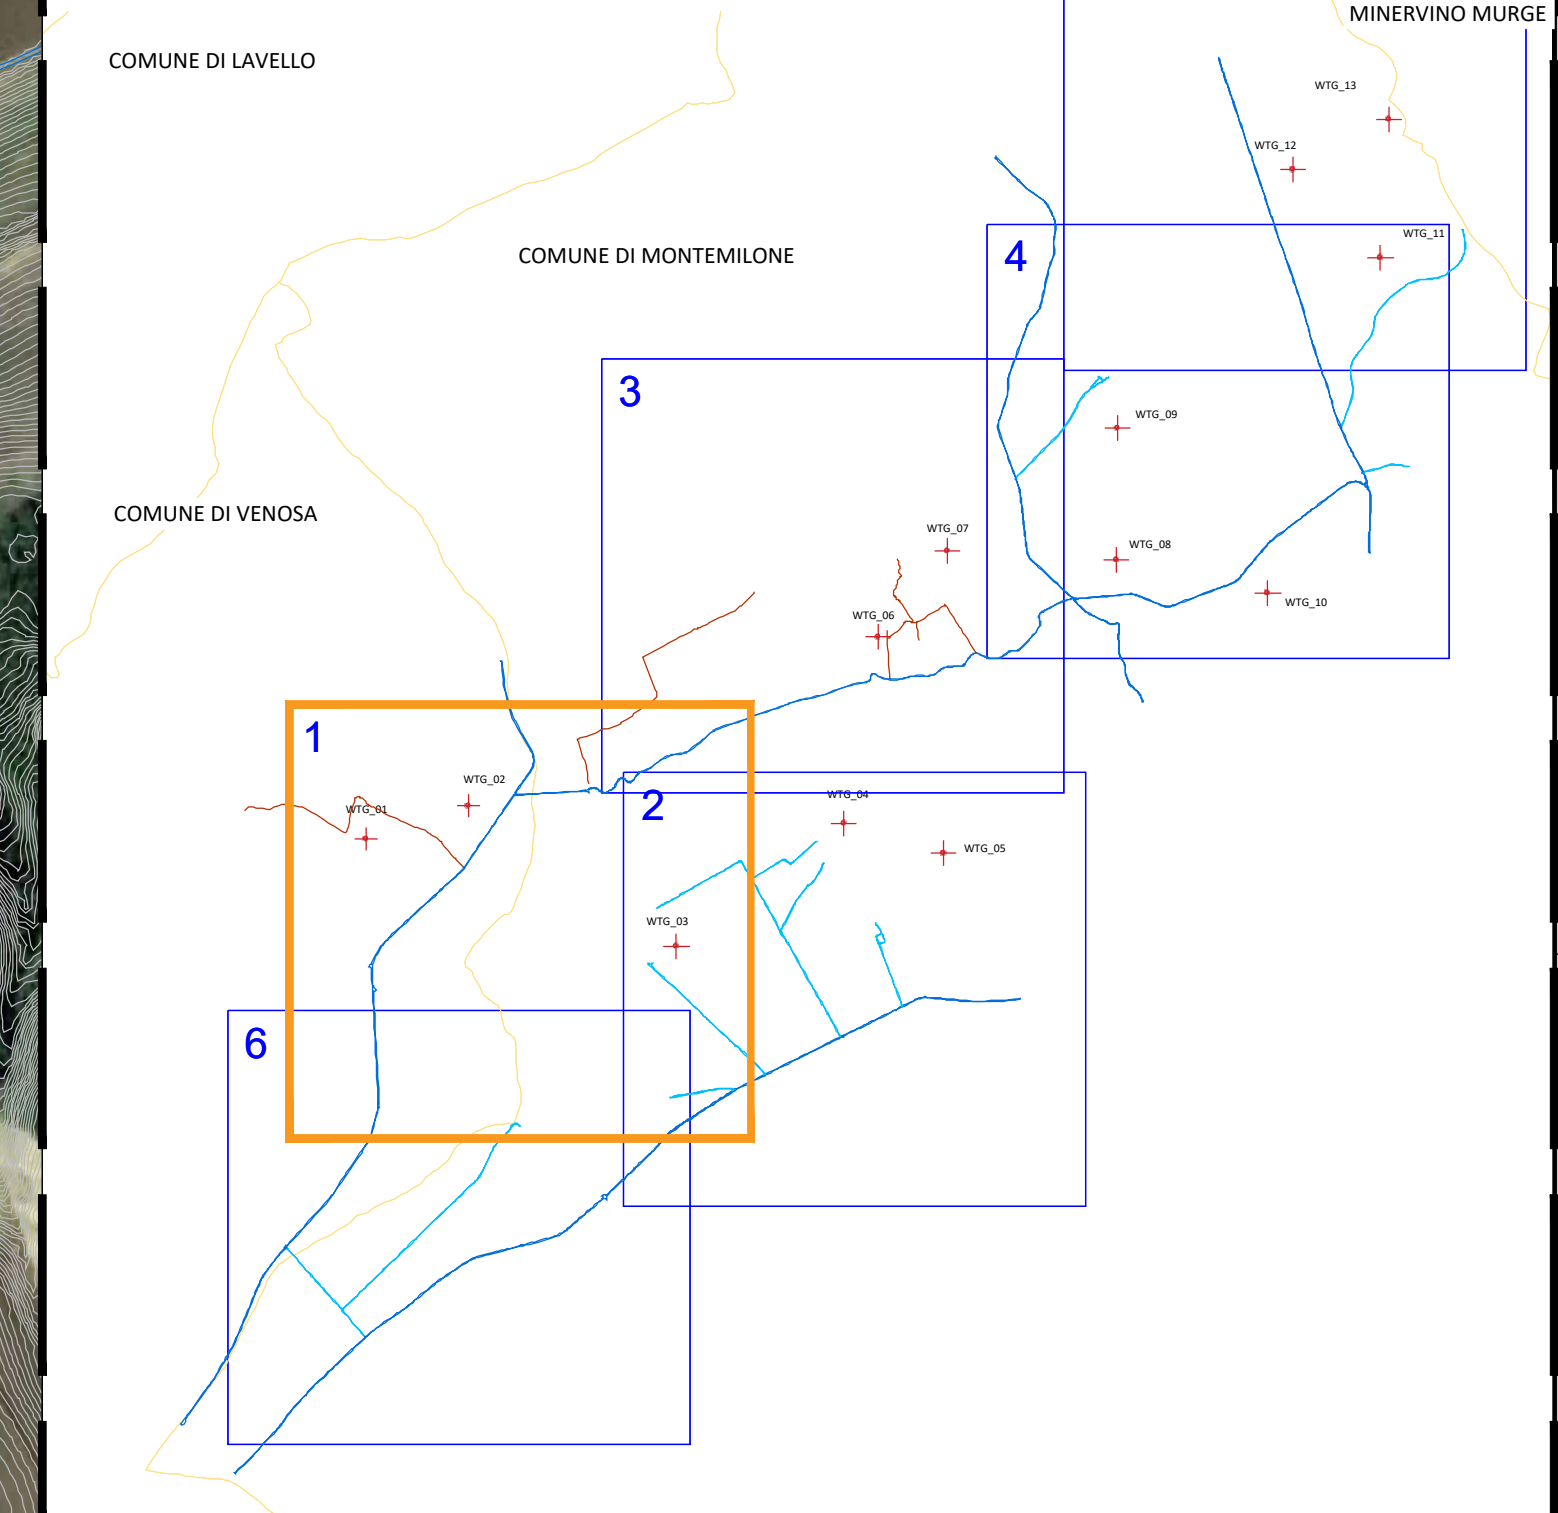 MINERVINO MURGE
COMUNE DI LAVELLO
WTG_13
WTG_12
WTG_11
COMUNE DI MONTEMILONE
4
3
WTG_09
COMUNE DI VENOSA
WTG_07
WTG_08
WTG_10
WTG_06
1
WTG_02
2
WTG_04
WTG_01
WTG_05
WTG_03
6